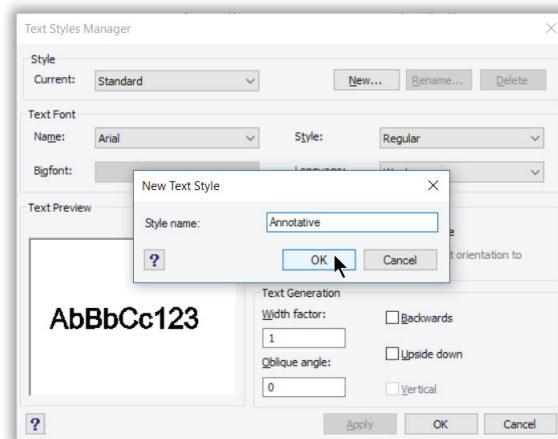 Text Styles Manager
Style
Current: Standard New... Rename... Delete
Text Font
Name: Arial Style: Regular
Bigfont:
New Text Style
Style name: Annotative
? OK Cancel
Text Preview
AbBbCc123
t orientation to
Text Generation
Width factor:
1
Backwards
Oblique angle:
0
Upside down
Vertical
? Apply OK Cancel